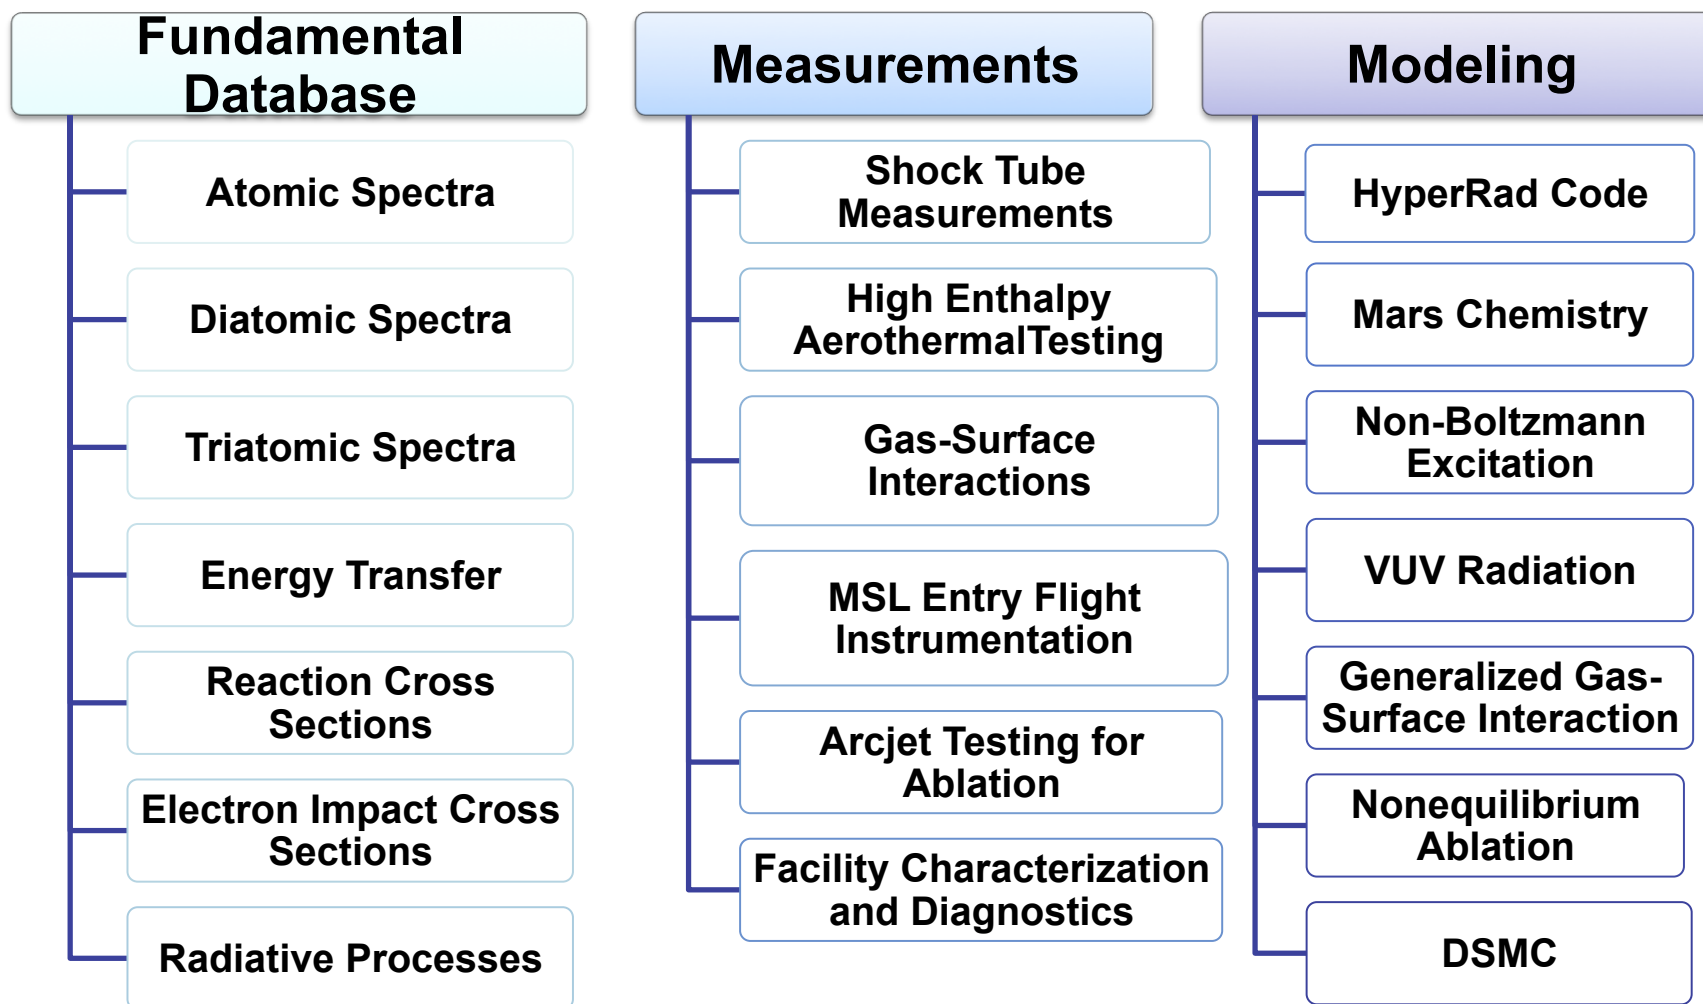 Fundamental
Database
Atomic Spectra
Diatomic Spectra
Triatomic Spectra
Energy Transfer
Reaction Cross
Sections
Electron Impact Cross
Sections
Radiative Processes
Measurements
Shock Tube
Measurements
High Enthalpy
AerothermalTesting
Gas-Surface
Interactions
MSL Entry Flight
Instrumentation
Arcjet Testing for
Ablation
Facility Characterization
and Diagnostics
Modeling
HyperRad Code
Mars Chemistry
Non-Boltzmann
Excitation
VUV Radiation
Generalized Gas-
Surface Interaction
Nonequilibrium
Ablation
DSMC